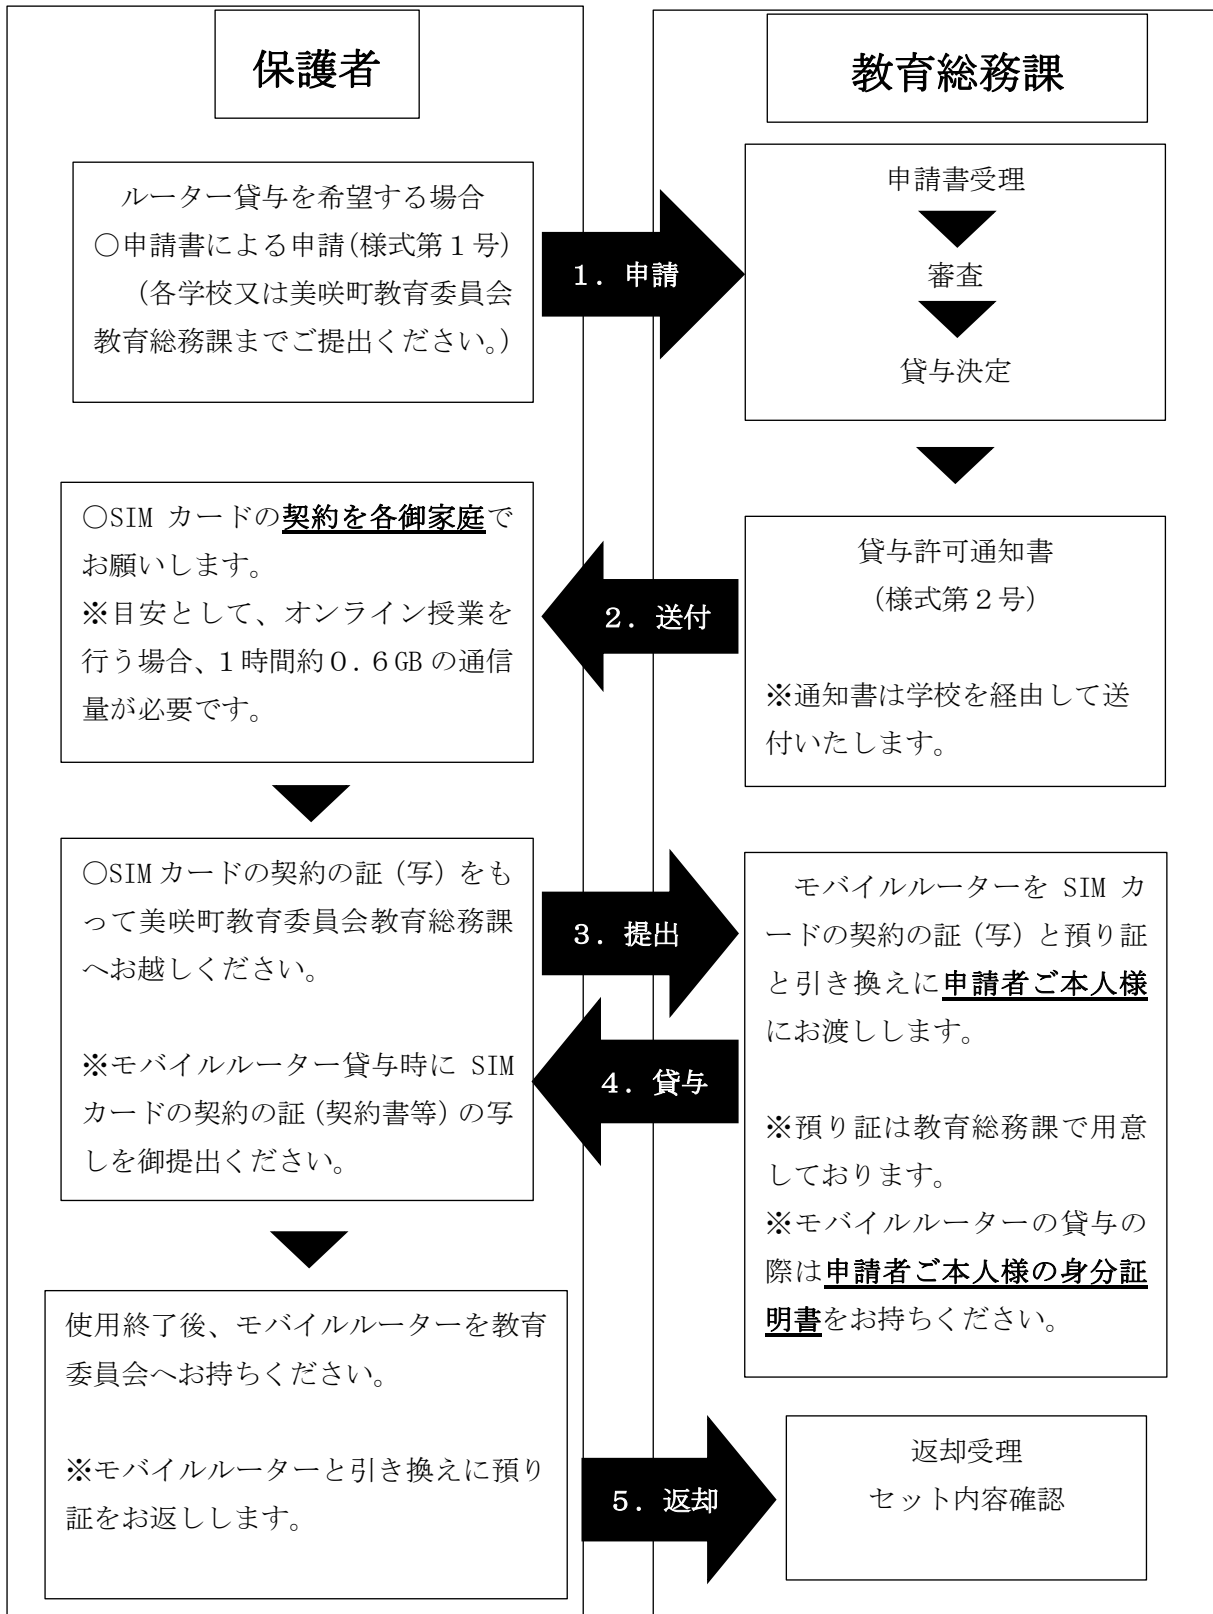 保護者
教育総務課
ルーター貸与を希望する場合
○申請書による申請(様式第１号)
(各学校又は美咲町教育委員会
教育総務課までご提出ください。)
１．申請
申請書受理
審査
貸与決定
○SIM カードの契約を各御家庭で
お願いします。
※目安として、オンライン授業を
行う場合、１時間約０.６GB の通信
量が必要です。
２．送付
貸与許可通知書
(様式第２号)
※通知書は学校を経由して送
付いたします。
○SIM カードの契約の証（写）をも
って美咲町教育委員会教育総務課
へお越しください。
※モバイルルーター貸与時に SIM
カードの契約の証(契約書等)の写
しを御提出ください。
３．提出
４．貸与
モバイルルーターを SIM カ
ードの契約の証（写）と預り証
と引き換えに申請者ご本人様
にお渡しします。
※預り証は教育総務課で用意
しております。
※モバイルルーターの貸与の
際は申請者ご本人様の身分証
明書をお持ちください。
使用終了後、モバイルルーターを教育
委員会へお持ちください。
※モバイルルーターと引き換えに預り
証をお返しします。
５．返却
返却受理
セット内容確認